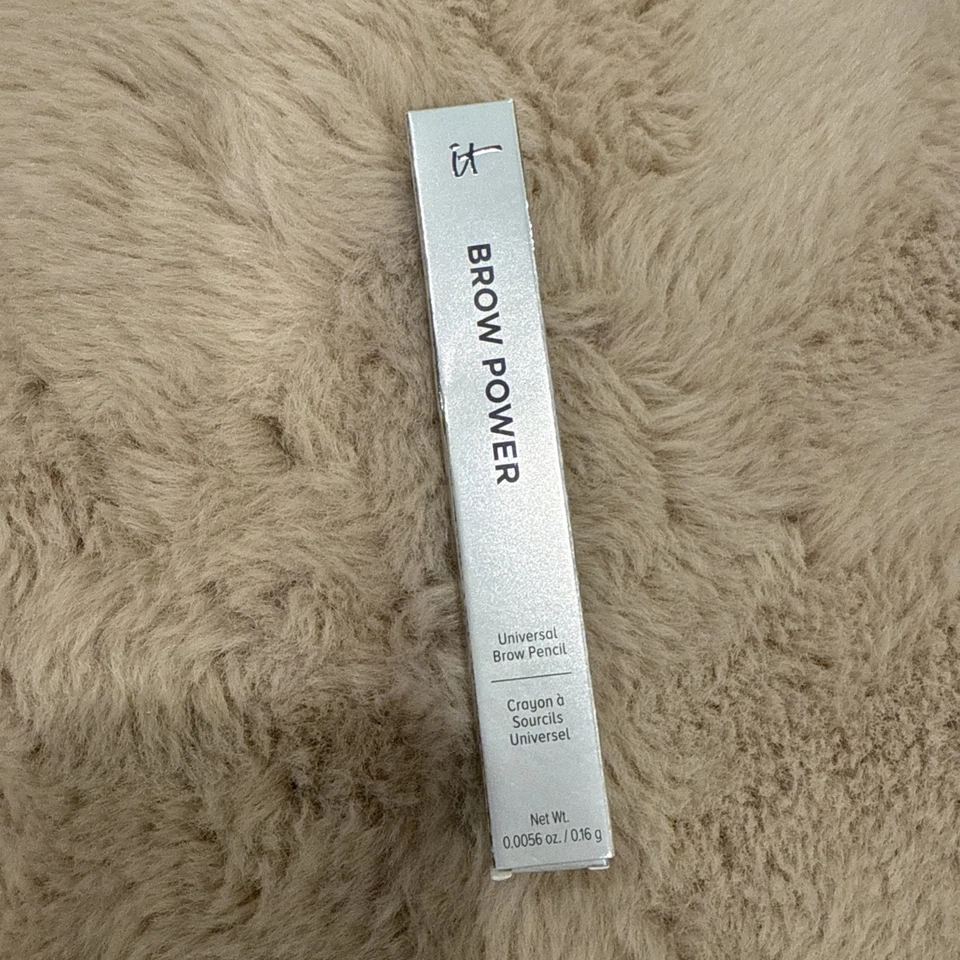 it
BROW POWER
Universal
Brow Pencil
Crayon à
Sourcils
Universel
Net Wt.
0.0056 oz. / 0.16 g